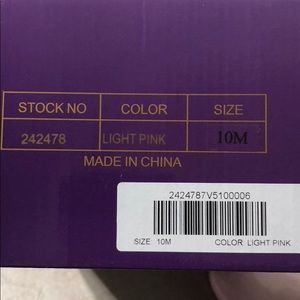 STOCK NO COLOR SIZE
242478 LIGHT PINK 10M
MADE IN CHINA
2424787V5100006
SIZE 10M COLOR LIGHT PINK